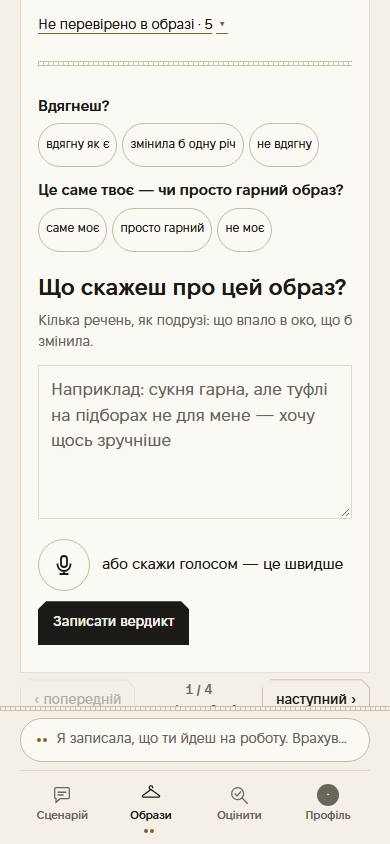 Не перевірено в образі · 5
Вдягнеш?
вдягну як є
змінила б одну річ
не вдягну
Це саме твоє — чи просто гарний образ?
саме моє
просто гарний
не моє
Що скажеш про цей образ?
Кілька речень, як подрузі: що впало в око, що б
змінила.
Наприклад: сукня гарна, але туфлі
на підборах не для мене — хочу
щось зручніше
або скажи голосом — це швидше
Записати вердикт
‹ попередній
1 / 4
наступний ›
Я записала, що ти йдеш на роботу. Врахув...
Сценарій
Образи
Оцінити
Профіль